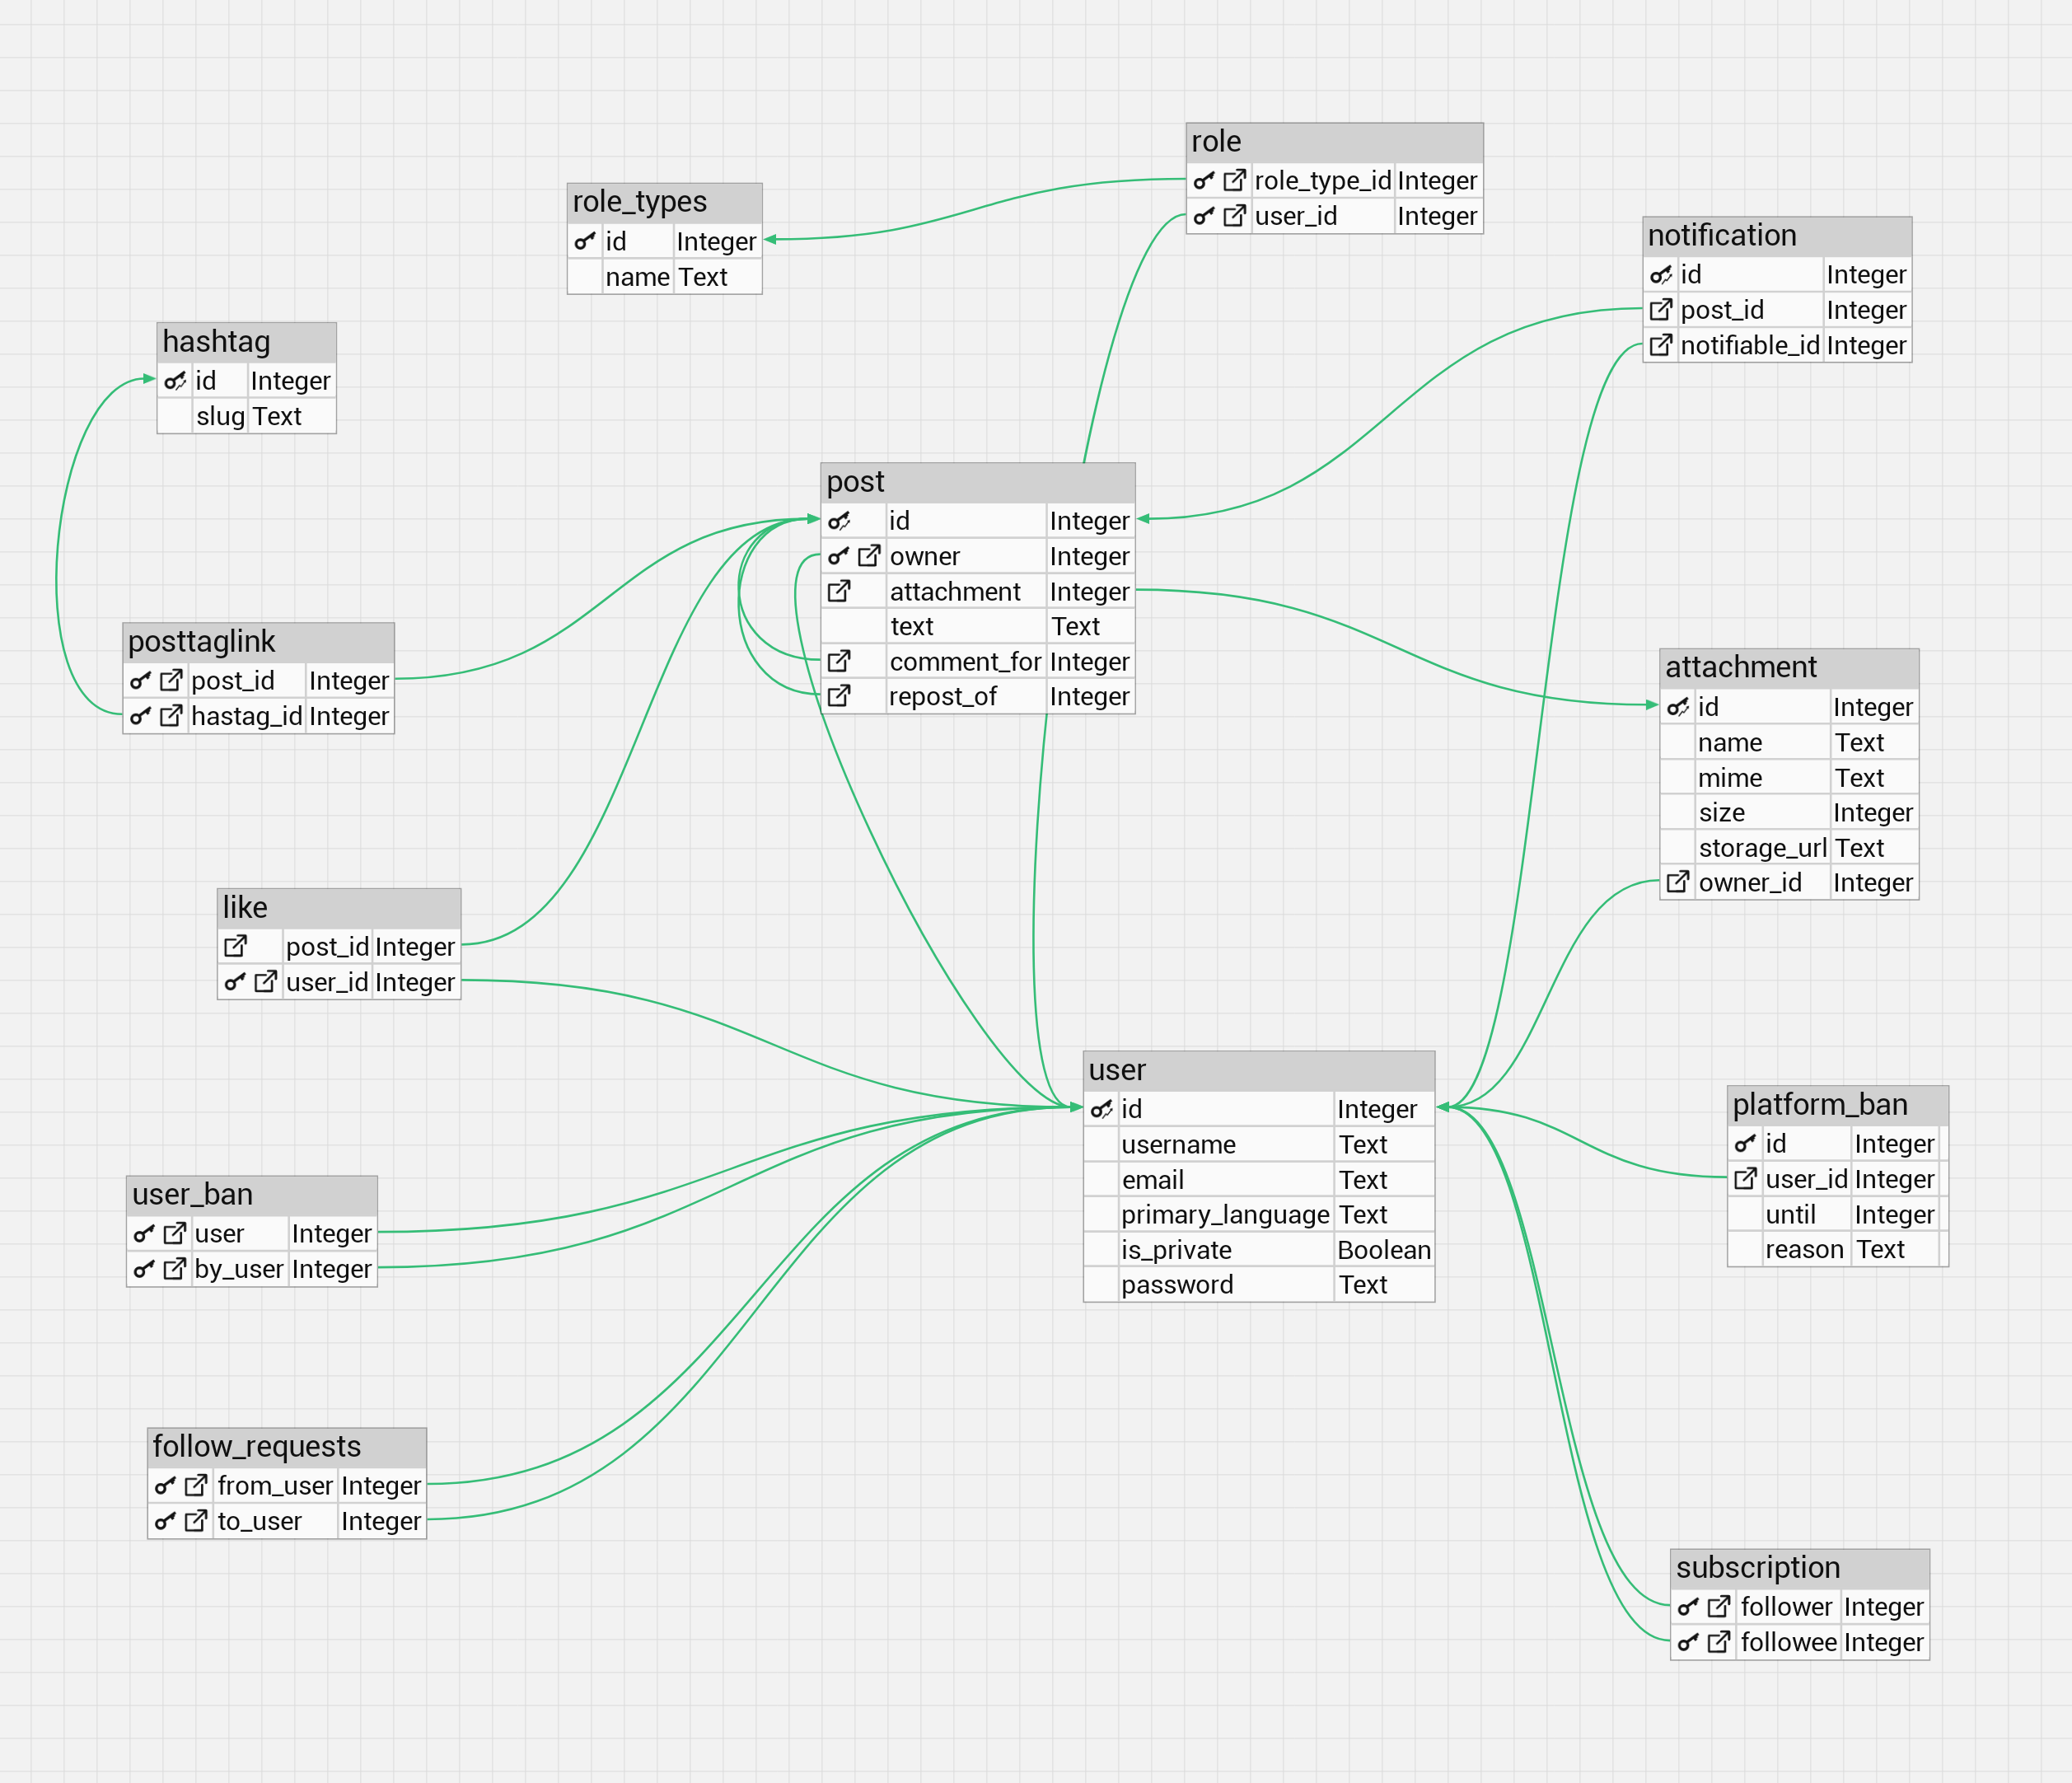 role
role_type_id Integer
user_id Integer
role_types
id Integer
name Text
notification
id Integer
post_id Integer
notifiable_id Integer
hashtag
id Integer
slug Text
post
id Integer
owner Integer
attachment Integer
text Text
comment_for Integer
repost_of Integer
posttaglink
post_id Integer
hastag_id Integer
attachment
id Integer
name Text
mime Text
size Integer
storage_url Text
owner_id Integer
like
post_id Integer
user_id Integer
user
id Integer
username Text
email Text
primary_language Text
is_private Boolean
password Text
platform_ban
id Integer
user_id Integer
until Integer
reason Text
user_ban
user Integer
by_user Integer
follow_requests
from_user Integer
to_user Integer
subscription
follower Integer
followee Integer